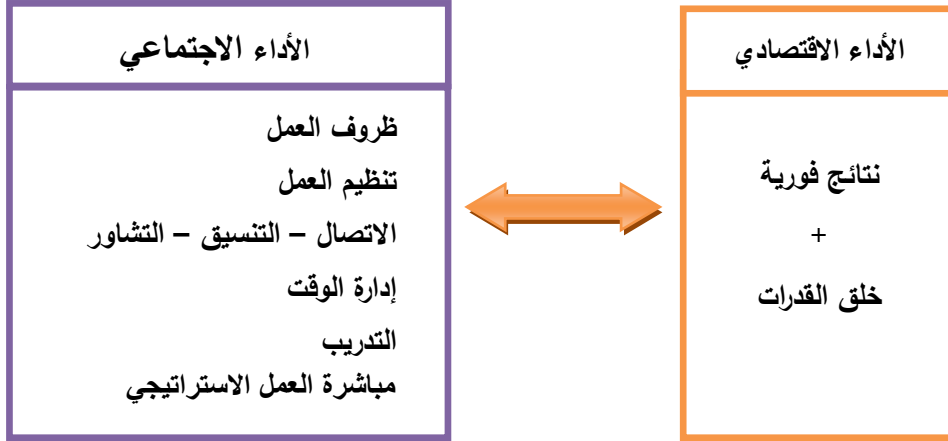 الأداء الاقتصادي
نتائج فورية
+
خلق القدرات
الأداء الاجتماعي
ظروف العمل
تنظيم العمل
الاتصال – التنسيق – التشاور
إدارة الوقت
التدريب
مباشرة العمل الاستراتيجي